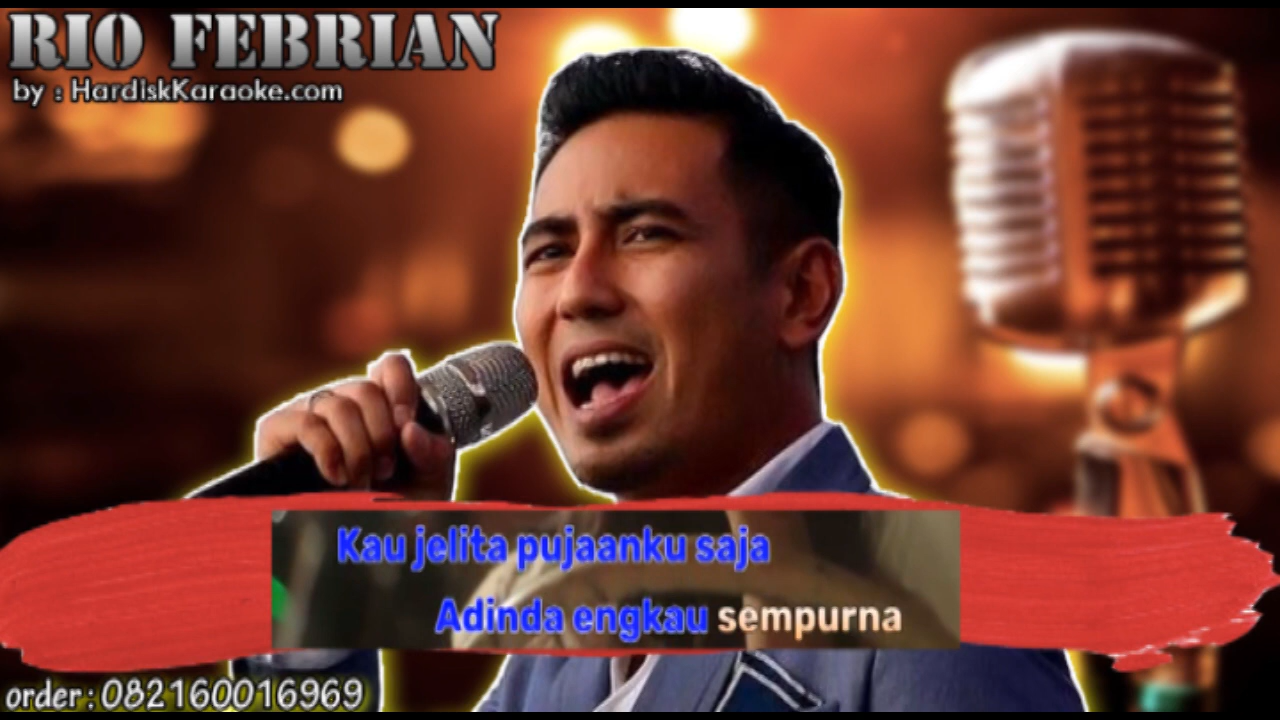 RIO FEBRIAN
by : HardiskKaraoke.com
Kau jelita pujaanku saja
Adinda engkau sempurna
order : 082160016969